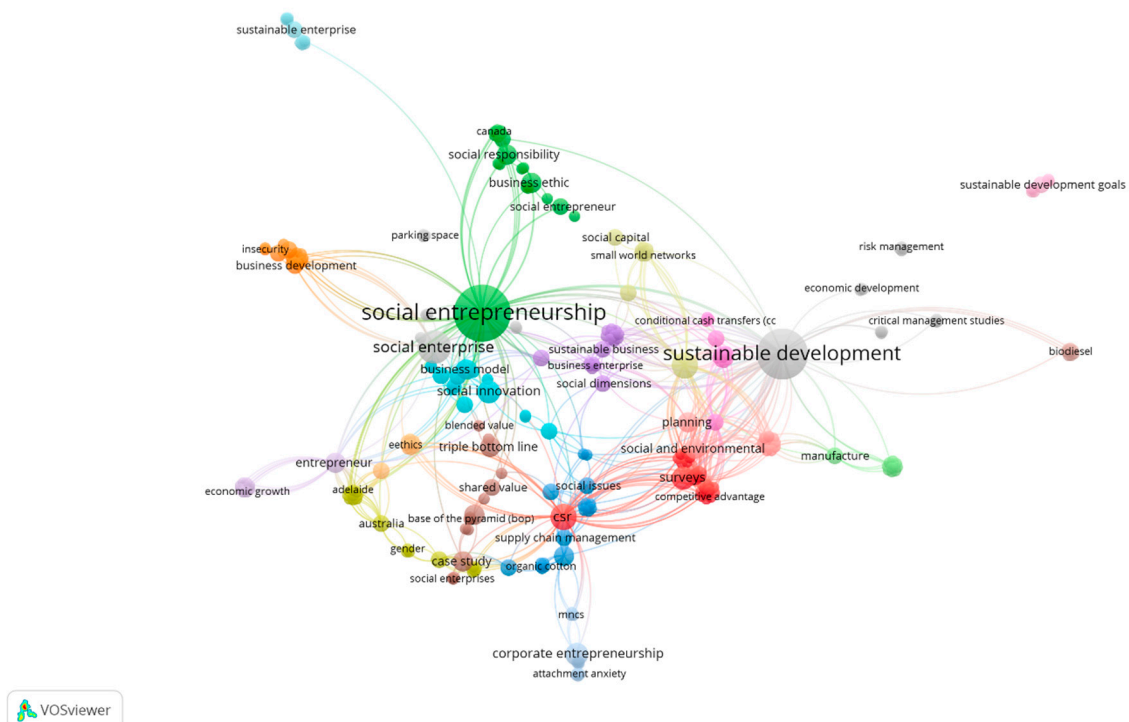 sustainable enterprise
canada
social responsibility
business ethic
sustainable development goals
social entrepreneur
parking space
social capital
insecurity
small world networks
risk management
business development
economic development
social entrepreneurship
conditional cash transfers (cc
critical management studies
social enterprise
sustainable business
sustainable development
biodiesel
business model
business enterprise
social innovation
social dimensions
blended value
planning
eethics
triple bottom line
social and environmental
manufacture
entrepreneur
surveys
economic growth
adelaide
shared value
social issues
competitive advantage
australia
base of the pyramid (bop)
csr
supply chain management
gender
case study
organic cotton
social enterprises
mncs
corporate entrepreneurship
attachment anxiety
VOSviewer